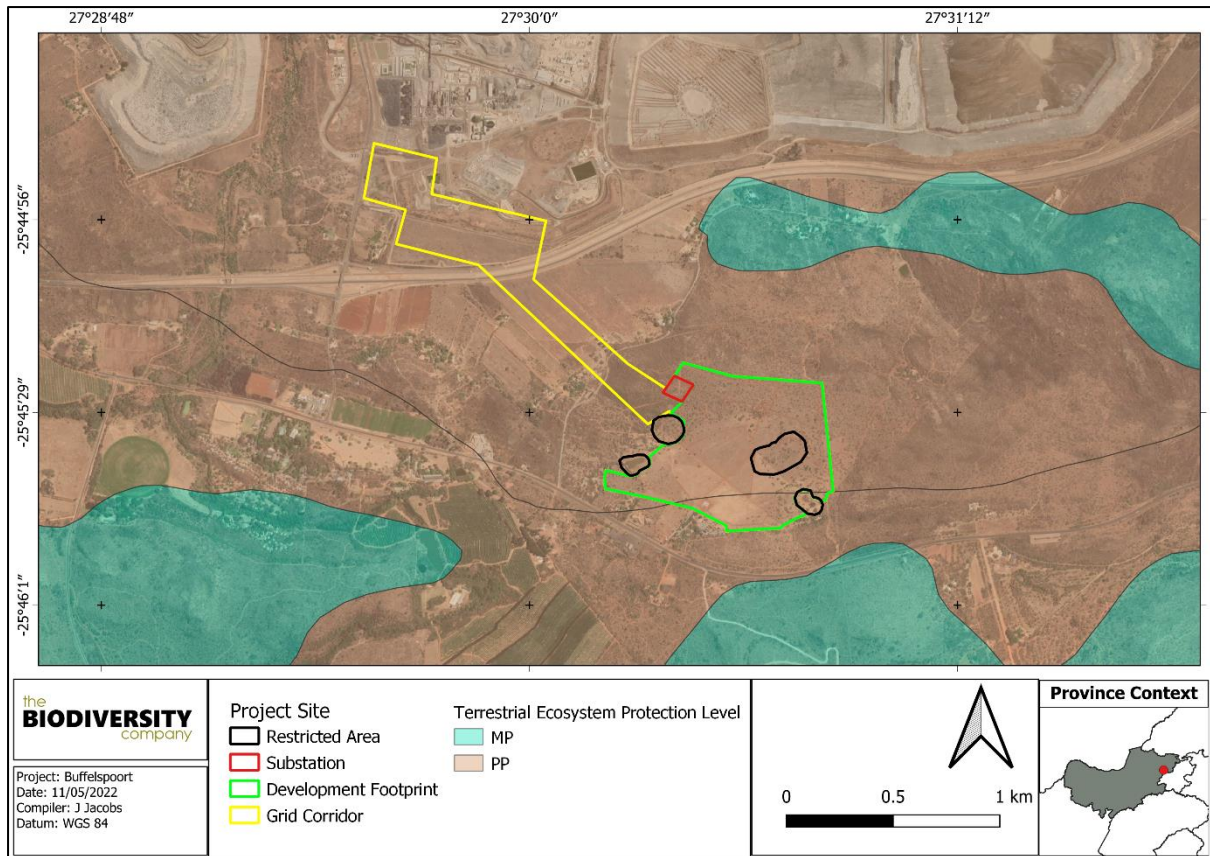 27°28′48″
27°30′0″
27°31′12″
-25°44′56″
-25°45′29″
-25°46′1″
the
BIODIVERSITY
company
Project: Buffelspoort
Date: 11/05/2022
Compiler: J Jacobs
Datum: WGS 84
Project Site
Restricted Area
Substation
Development Footprint
Grid Corridor
Terrestrial Ecosystem Protection Level
MP
PP
0
0.5
1 km
Province Context